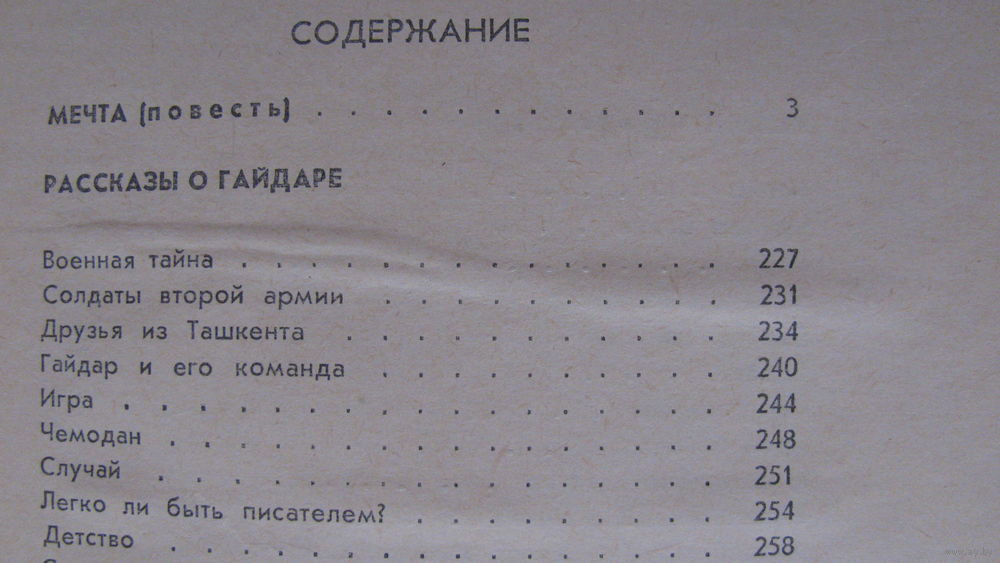 СОДЕРЖАНИЕ
МЕЧТА (повесть) . . . . . . . . . . . . 3
РАССКАЗЫ О ГАЙДАРЕ
Военная тайна . . . . . . . . . . . . . . 227
Солдаты второй армии . . . . . . . . . . 231
Друзья из Ташкента . . . . . . . . . . . 234
Гайдар и его команда . . . . . . . . . . 240
Игра . . . . . . . . . . . . . . . . 244
Чемодан . . . . . . . . . . . . . . . 248
Случай . . . . . . . . . . . . . . . 251
Легко ли быть писателем? . . . . . . . . . 254
Детство . . . . . . . . . . . . . . . 258